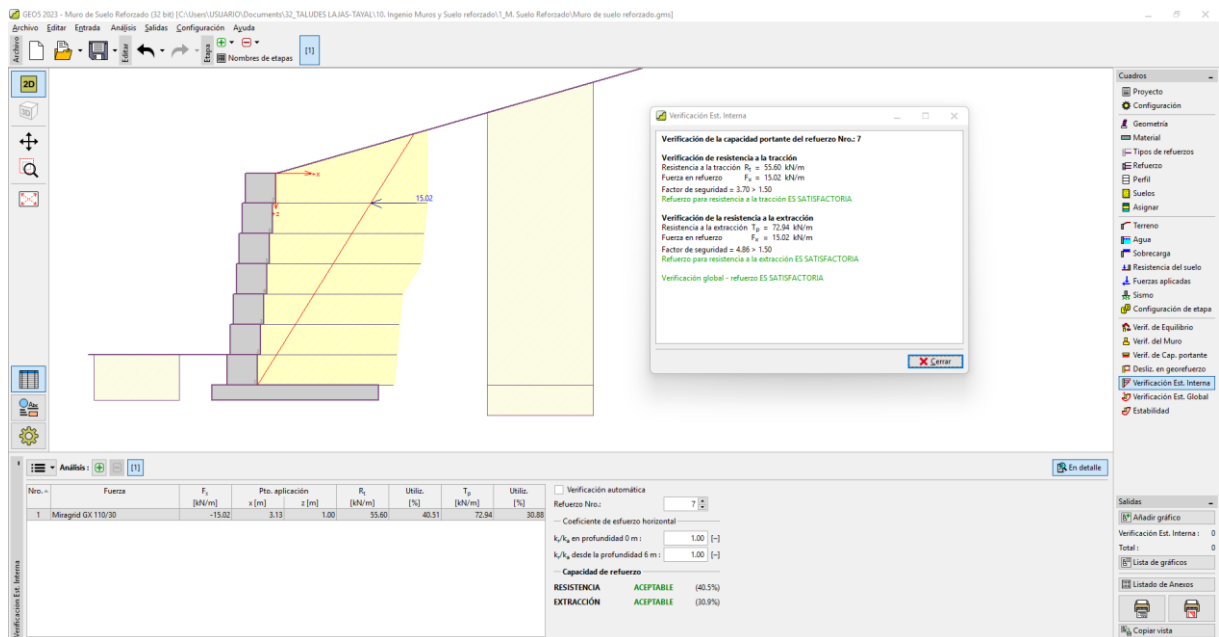 GEO5 2023 - Muro de Suelo Reforzado (32 bit) [C:\Users\USUARIO\Documents\32_TALUDES LAJAS-TAYAL\10. Ingenio Muros y Suelo reforzado\1_M. Suelo Reforzado\Muro de suelo reforzado.gms]
Archivo Editar Entrada Análisis Salidas Configuración Ayuda
Archivo
Editar
Etapa
Nombres de etapas
[1]
2D
3D
+x
+z
15.02
Verificación Est. Interna
Verificación de la capacidad portante del refuerzo Nro.: 7
Verificación de resistencia a la tracción
Resistencia a la tracción Rt = 55.60 kN/m
Fuerza en refuerzo Fx = 15.02 kN/m
Factor de seguridad = 3.70 > 1.50
Refuerzo para resistencia a la tracción ES SATISFACTORIA
Verificación de la resistencia a la extracción
Resistencia a la extracción Tp = 72.94 kN/m
Fuerza en refuerzo Fx = 15.02 kN/m
Factor de seguridad = 4.86 > 1.50
Refuerzo para resistencia a la extracción ES SATISFACTORIA
Verificación global - refuerzo ES SATISFACTORIA
Cerrar
Cuadros
Proyecto
Configuración
Geometría
Material
Tipos de refuerzos
Refuerzo
Perfil
Suelos
Asignar
Terreno
Agua
Sobrecarga
Resistencia del suelo
Fuerzas aplicadas
Sismo
Configuración de etapa
Verif. de Equilibrio
Verif. del Muro
Verif. de Cap. portante
Desliz. en georefuerzo
Verificación Est. Interna
Verificación Est. Global
Estabilidad
Análisis : [1]
En detalle
Nro. Fuerza Fx Pto. aplicación Rt Utiliz. Tp Utiliz.
[kN/m] x [m] z [m] [kN/m] [%] [kN/m] [%]
1 Miragrid GX 110/30 -15.02 3.13 1.00 55.60 40.51 72.94 30.88
Verificación automática
Refuerzo Nro.: 7
Coeficiente de esfuerzo horizontal
kr/ka en profundidad 0 m : 1.00 [–]
kr/ka desde la profundidad 6 m : 1.00 [–]
Capacidad de refuerzo
RESISTENCIA ACEPTABLE (40.5%)
EXTRACCIÓN ACEPTABLE (30.9%)
Verificación Est. Interna
Salidas
Añadir gráfico
Verificación Est. Interna : 0
Total : 0
Lista de gráficos
Listado de Anexos
Copiar vista